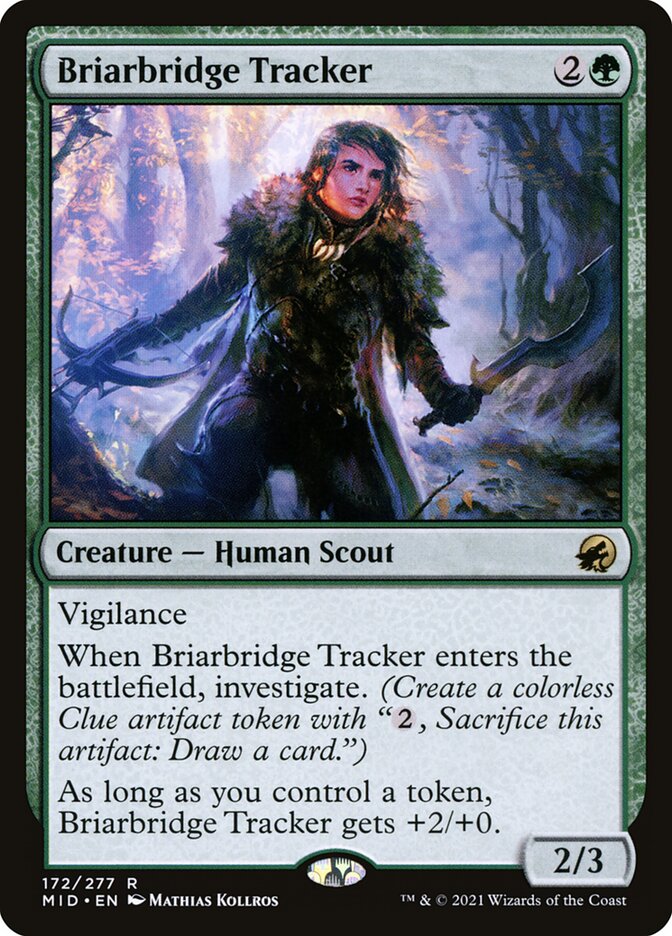 Briarbridge Tracker 2
Creature — Human Scout
Vigilance
When Briarbridge Tracker enters the
battlefield, investigate. (Create a colorless
Clue artifact token with “2, Sacrifice this
artifact: Draw a card.”)
As long as you control a token,
Briarbridge Tracker gets +2/+0.
2/3
172/277 R
MID • EN Mathias Kollros
™ & © 2021 Wizards of the Coast